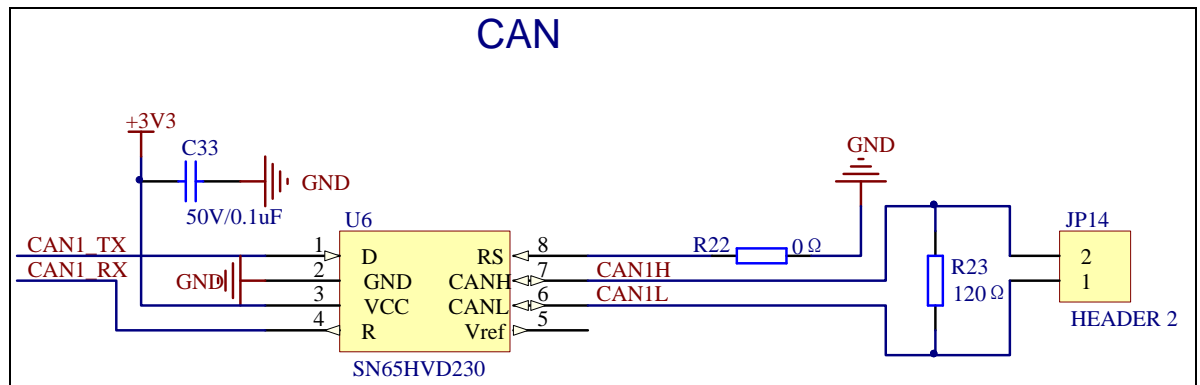 CAN
+3V3
C33
GND
50V/0.1uF
GND
U6
JP14
CAN1_TX
1
D
RS
8
R22
0Ω
2
CAN1_RX
GND
2
GND
CANH
7
CAN1H
R23
1
3
VCC
CANL
6
CAN1L
120Ω
4
R
Vref
5
HEADER 2
SN65HVD230